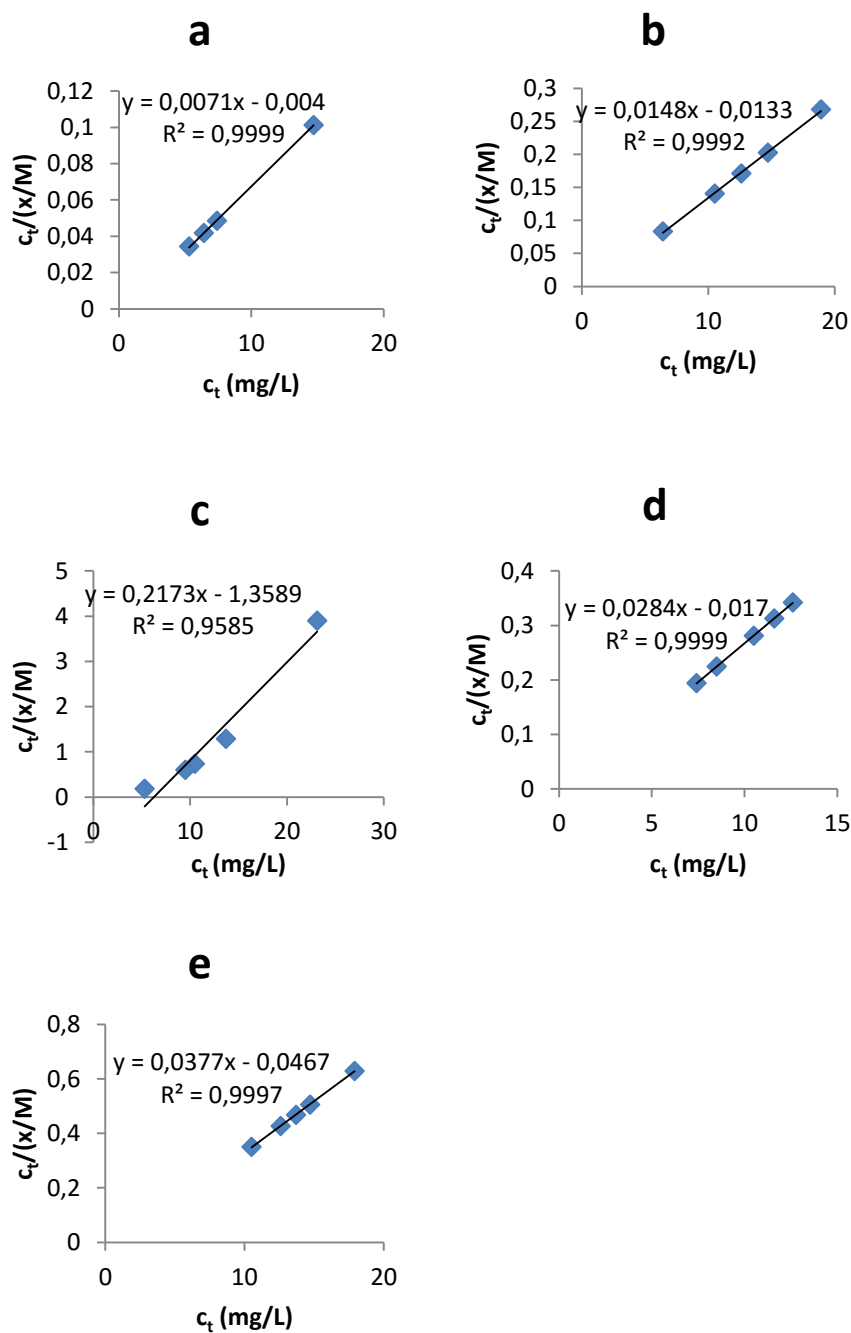 a
y = 0,0071x - 0,004
R² = 0,9999
0,12
0,1
0,08
0,06
0,04
0,02
0
cₜ/(x/M)
0 10 20
cₜ (mg/L)
b
y = 0,0148x - 0,0133
R² = 0,9992
0,3
0,25
0,2
0,15
0,1
0,05
0
cₜ/(x/M)
0 10 20
cₜ (mg/L)
c
y = 0,2173x - 1,3589
R² = 0,9585
5
4
3
2
1
0
-1
cₜ/(x/M)
0 10 20 30
cₜ (mg/L)
d
y = 0,0284x - 0,017
R² = 0,9999
0,4
0,3
0,2
0,1
0
cₜ/(x/M)
0 5 10 15
cₜ (mg/L)
e
y = 0,0377x - 0,0467
R² = 0,9997
0,8
0,6
0,4
0,2
0
cₜ/(x/M)
0 10 20
cₜ (mg/L)